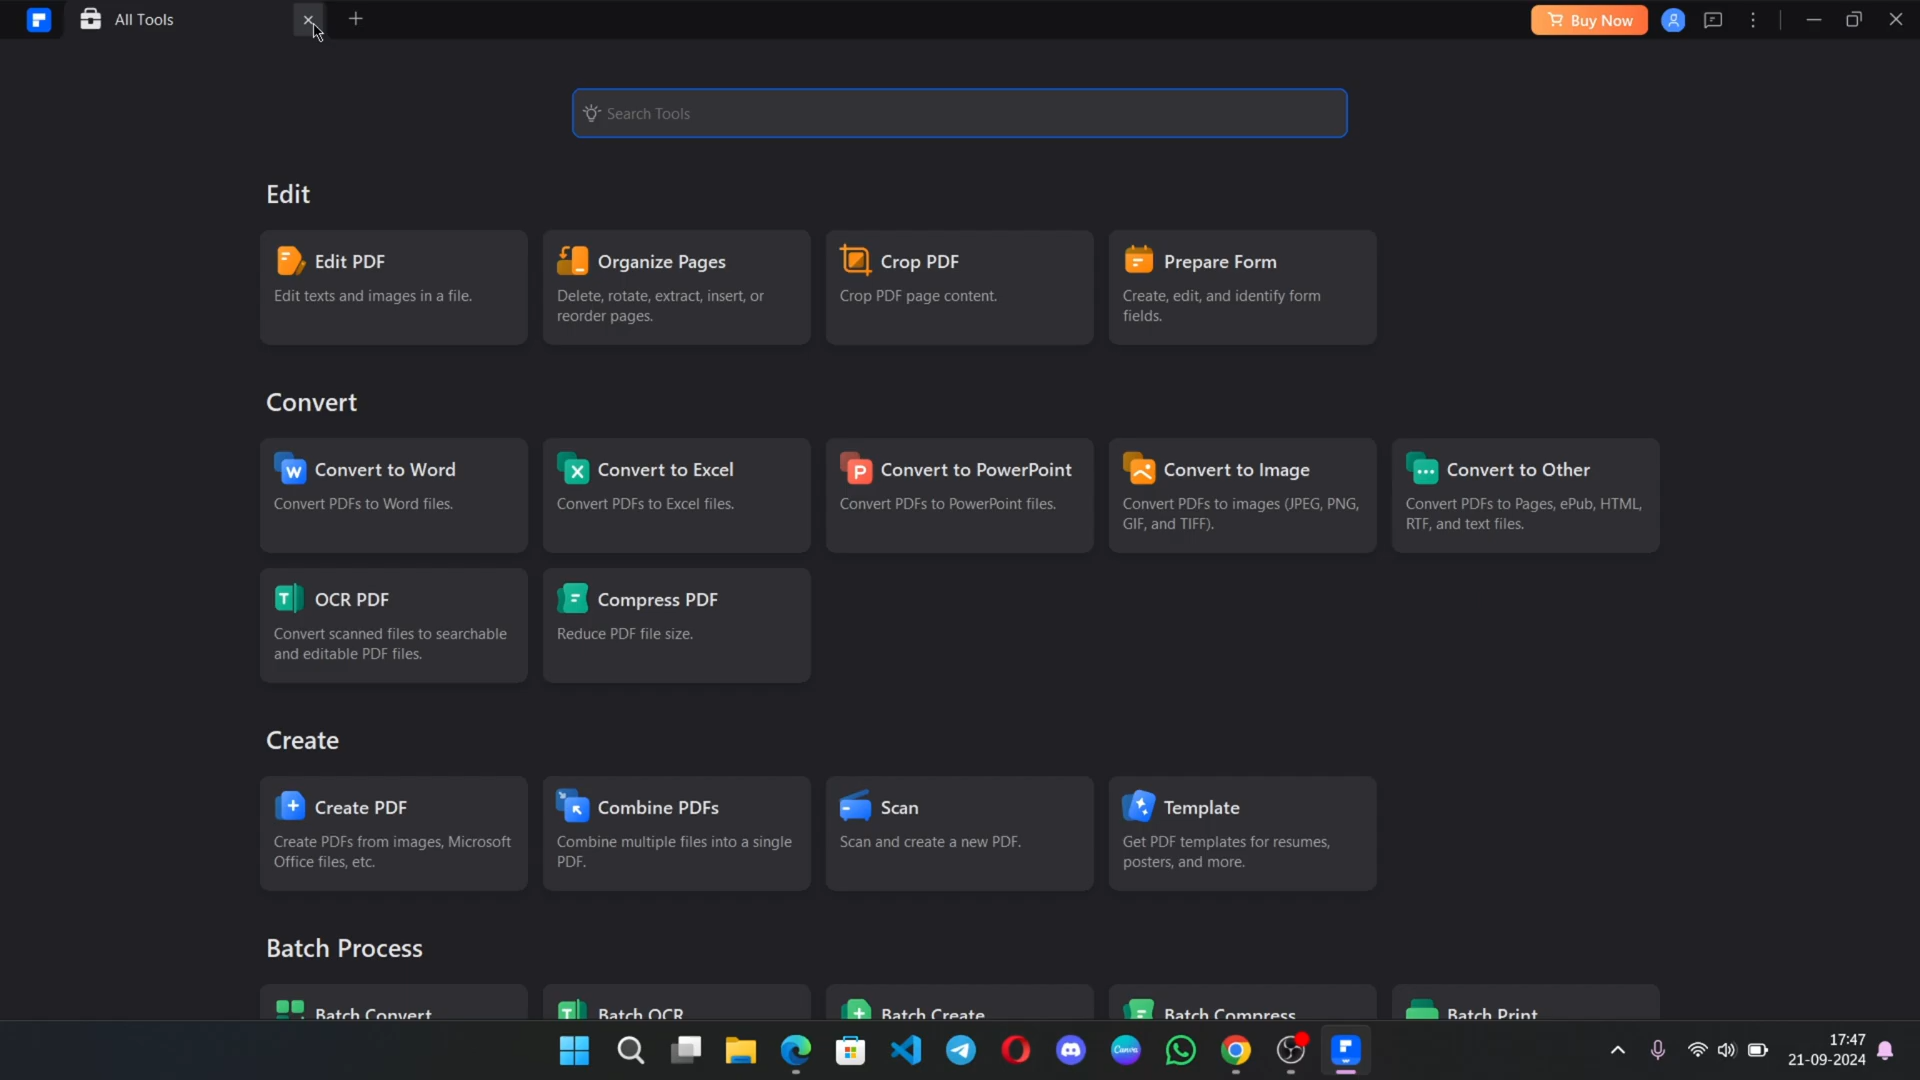 All Tools
Buy Now
Search Tools
Edit
Edit PDF
Edit texts and images in a file.
Organize Pages
Delete, rotate, extract, insert, or
reorder pages.
Crop PDF
Crop PDF page content.
Prepare Form
Create, edit, and identify form
fields.
Convert
Convert to Word
Convert PDFs to Word files.
Convert to Excel
Convert PDFs to Excel files.
Convert to PowerPoint
Convert PDFs to PowerPoint files.
Convert to Image
Convert PDFs to images (JPEG, PNG,
GIF, and TIFF).
Convert to Other
Convert PDFs to Pages, ePub, HTML,
RTF, and text files.
OCR PDF
Convert scanned files to searchable
and editable PDF files.
Compress PDF
Reduce PDF file size.
Create
Create PDF
Create PDFs from images, Microsoft
Office files, etc.
Combine PDFs
Combine multiple files into a single
PDF.
Scan
Scan and create a new PDF.
Template
Get PDF templates for resumes,
posters, and more.
Batch Process
Batch Convert
Batch OCR
Batch Create
Batch Compress
Batch Print
Canva
17:47
21-09-2024